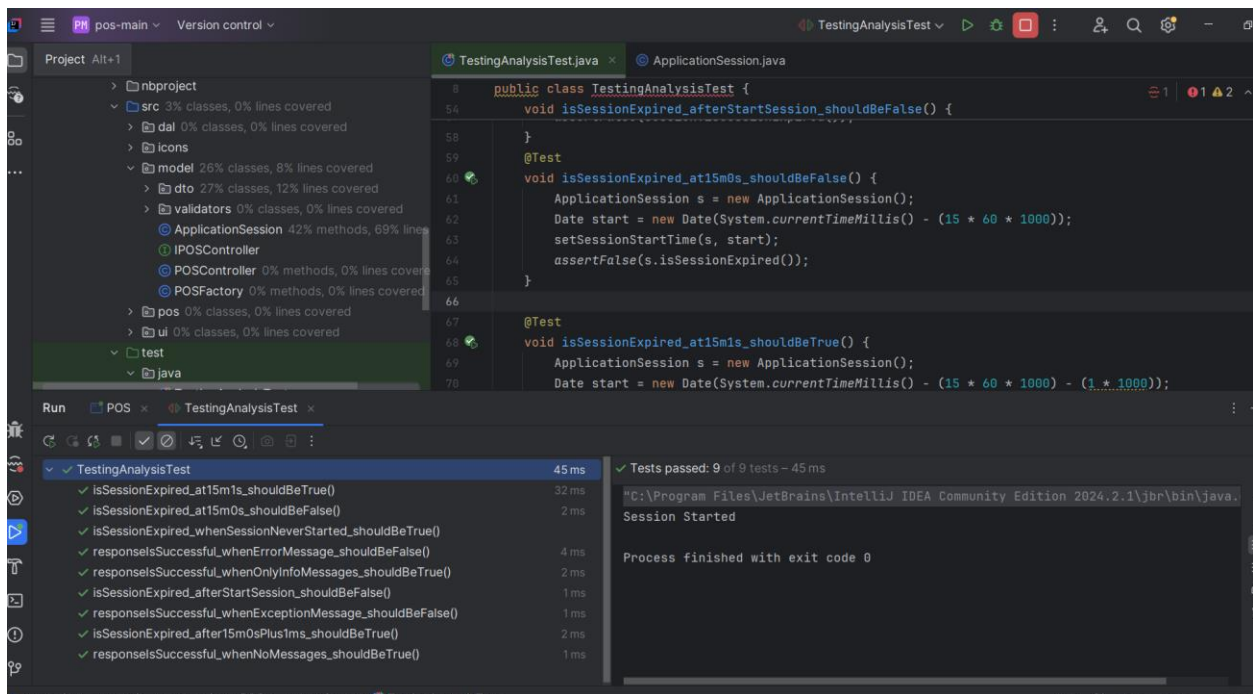 PM pos-main Version control
TestingAnalysisTest
Project Alt+1
nbproject
src 3% classes, 0% lines covered
dal 0% classes, 0% lines covered
icons
model 26% classes, 8% lines covered
dto 27% classes, 12% lines covered
validators 0% classes, 0% lines covered
ApplicationSession 42% methods, 69% lines
IPOSController
POSController 0% methods, 0% lines covere
POSFactory 0% methods, 0% lines covered
pos 0% classes, 0% lines covered
ui 0% classes, 0% lines covered
test
java
TestingAnalysisTest.java
ApplicationSession.java
1 1 2
8 public class TestingAnalysisTest {
54 void isSessionExpired_afterStartSession_shouldBeFalse() {
58 }
59 @Test
60 void isSessionExpired_at15m0s_shouldBeFalse() {
61 ApplicationSession s = new ApplicationSession();
62 Date start = new Date(System.currentTimeMillis() - (15 * 60 * 1000));
63 setSessionStartTime(s, start);
64 assertFalse(s.isSessionExpired());
65 }
66
67 @Test
68 void isSessionExpired_at15m1s_shouldBeTrue() {
69 ApplicationSession s = new ApplicationSession();
70 Date start = new Date(System.currentTimeMillis() - (15 * 60 * 1000) - (1 * 1000));
Run POS TestingAnalysisTest
TestingAnalysisTest 45 ms
isSessionExpired_at15m1s_shouldBeTrue() 32 ms
isSessionExpired_at15m0s_shouldBeFalse() 2 ms
isSessionExpired_whenSessionNeverStarted_shouldBeTrue()
responseIsSuccessful_whenErrorMessage_shouldBeFalse() 4 ms
responseIsSuccessful_whenOnlyInfoMessages_shouldBeTrue() 2 ms
isSessionExpired_afterStartSession_shouldBeFalse() 1 ms
responseIsSuccessful_whenExceptionMessage_shouldBeFalse() 1 ms
isSessionExpired_after15m0sPlus1ms_shouldBeTrue() 2 ms
responseIsSuccessful_whenNoMessages_shouldBeTrue() 1 ms
Tests passed: 9 of 9 tests – 45 ms
"C:\Program Files\JetBrains\IntelliJ IDEA Community Edition 2024.2.1\jbr\bin\java.
Session Started
Process finished with exit code 0